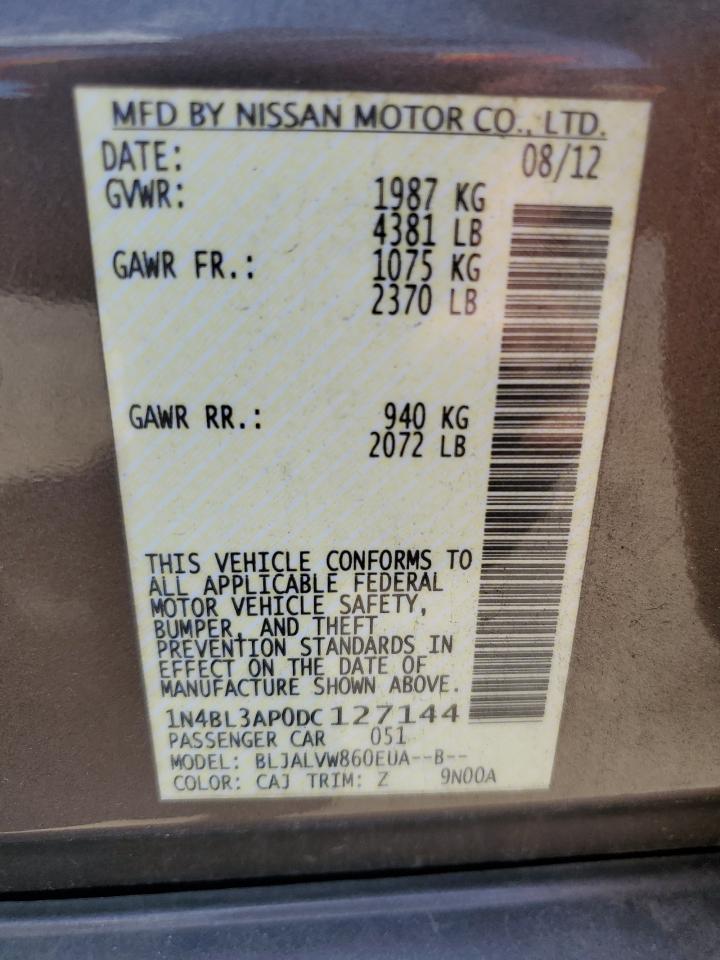 MFD BY NISSAN MOTOR CO., LTD.
DATE: 08/12
GVWR: 1987 KG
4381 LB
GAWR FR.: 1075 KG
2370 LB
GAWR RR.: 940 KG
2072 LB
THIS VEHICLE CONFORMS TO
ALL APPLICABLE FEDERAL
MOTOR VEHICLE SAFETY,
BUMPER, AND THEFT
PREVENTION STANDARDS IN
EFFECT ON THE DATE OF
MANUFACTURE SHOWN ABOVE.
1N4BL3AP0DC127144
PASSENGER CAR 051
MODEL: BLJALVW860EUA--B--
COLOR: CAJ TRIM: Z 9N00A